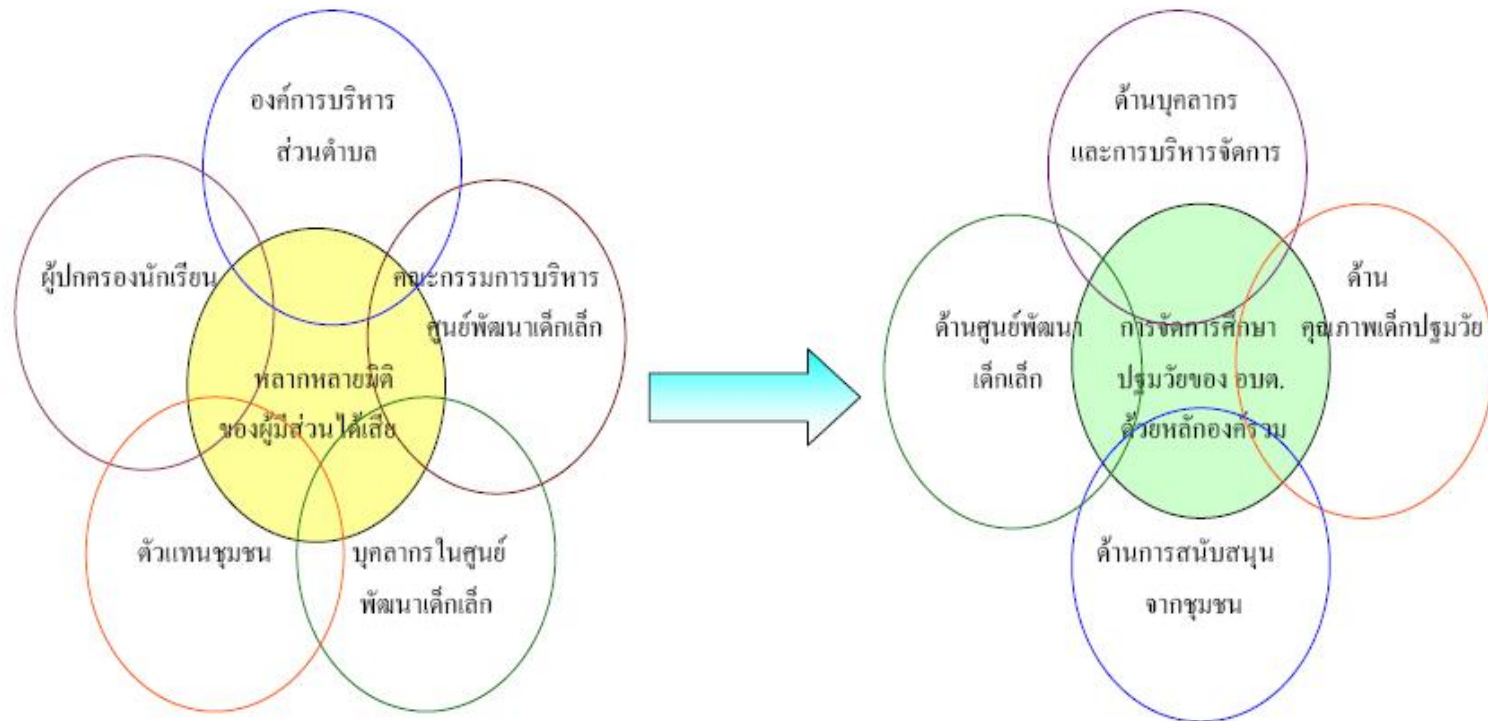 องค์การบริหาร
ส่วนตำบล
ผู้ปกครองนักเรียน
คณะกรรมการบริหาร
ศูนย์พัฒนาเด็กเล็ก
หลากหลายมิติ
ของผู้มีส่วนได้เสีย
ตัวแทนชุมชน
บุคลากรในศูนย์
พัฒนาเด็กเล็ก
ด้านบุคลากร
และการบริหารจัดการ
ด้านศูนย์พัฒนา
เด็กเล็ก
การจัดการศึกษา
ปฐมวัยของ อบต.
ด้วยหลักองค์รวม
ด้าน
คุณภาพเด็กปฐมวัย
ด้านการสนับสนุน
จากชุมชน